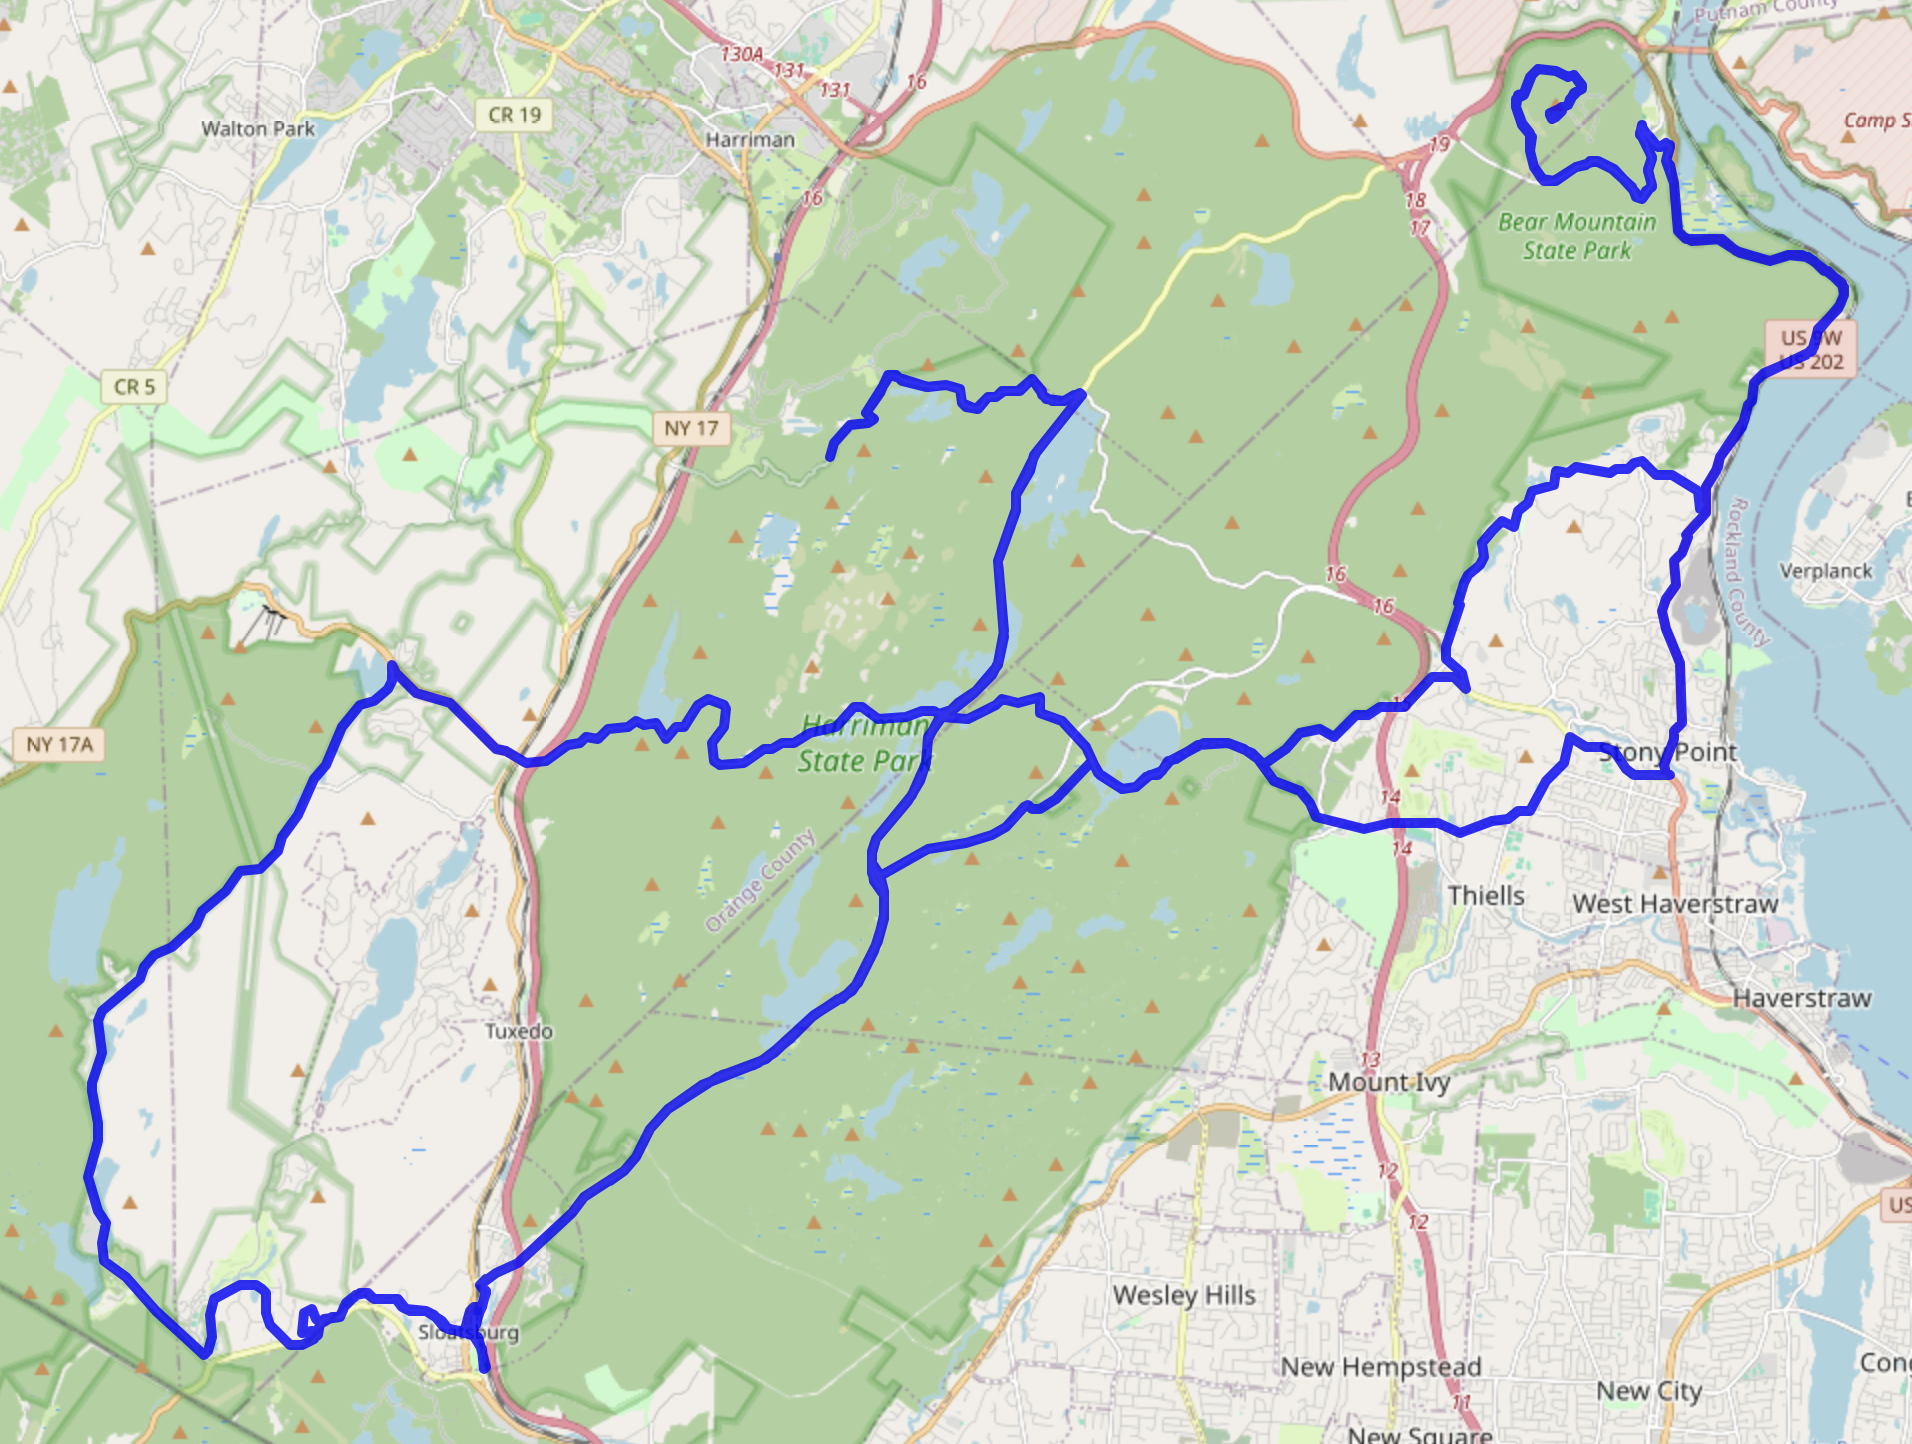 Putnam County
130A
131
131
16
CR 19
Walton Park
Harriman
Camp S
19
16
18
17
Bear Mountain
State Park
US 9W
US 202
CR 5
NY 17
Rockland County
16
Verplanck
16
15
Harriman
State Park
NY 17A
Stony Point
14
Orange County
14
Thiells
West Haverstraw
Haverstraw
Tuxedo
13
Mount Ivy
12
US
12
Wesley Hills
Sloatsburg
New Hempstead
Cong
New City
11
New Square